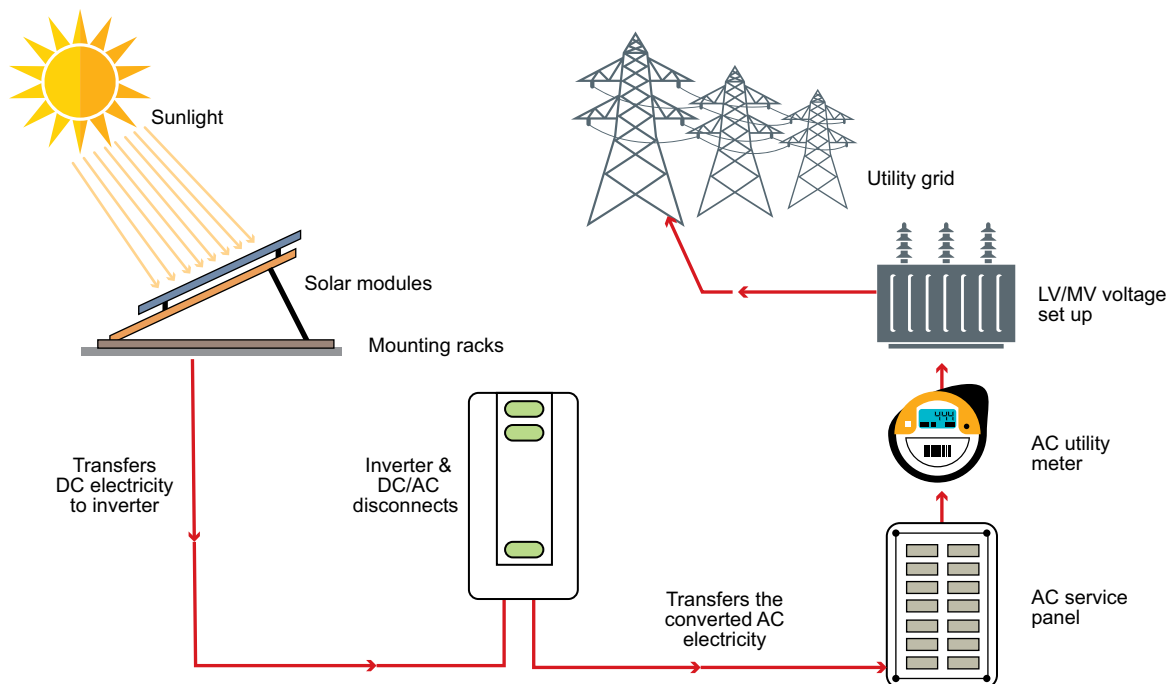 Sunlight
Utility grid
Solar modules
LV/MV voltage
set up
Mounting racks
444
AC utility
meter
Transfers
DC electricity
to inverter
Inverter &
DC/AC
disconnects
Transfers the
converted AC
electricity
AC service
panel